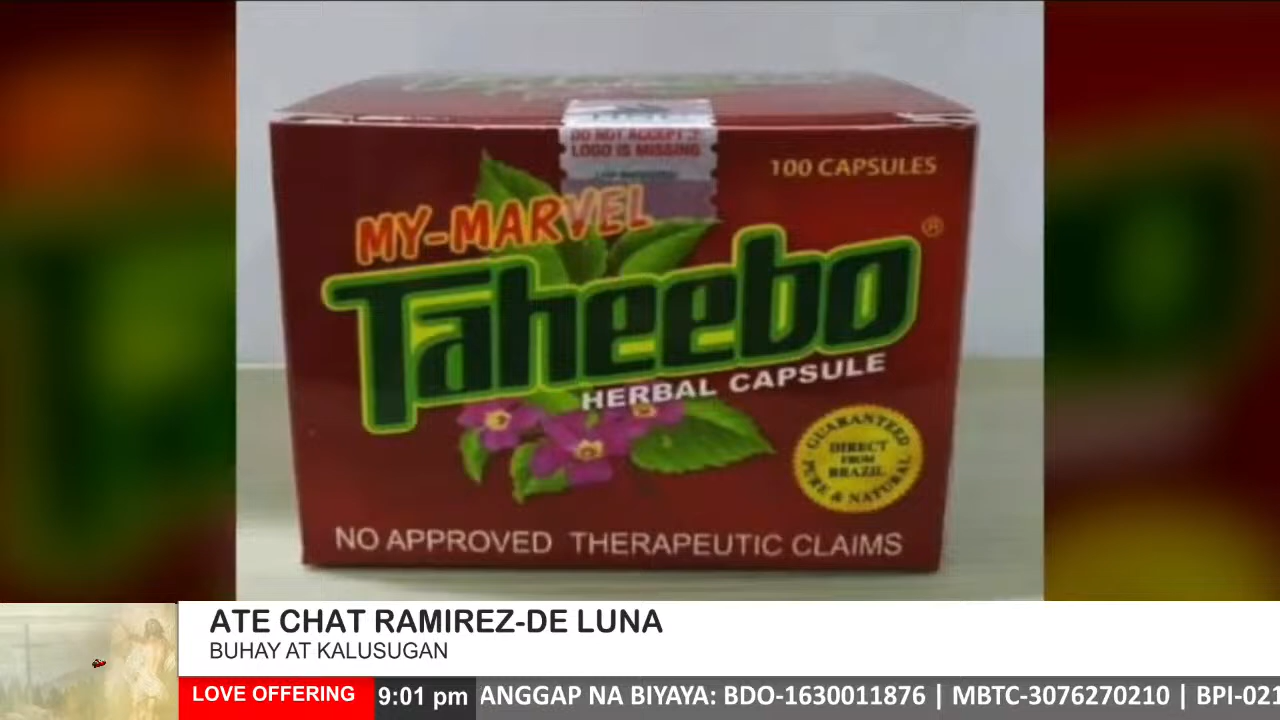 DO NOT ACCEPT IF
LOGO IS MISSING
100 CAPSULES
MY-MARVEL
Taheebo®
HERBAL CAPSULE
GUARANTEED
DIRECT
FROM
BRAZIL
PURE & NATURAL
NO APPROVED THERAPEUTIC CLAIMS
ATE CHAT RAMIREZ-DE LUNA
BUHAY AT KALUSUGAN
LOVE OFFERING
9:01 pm
ANGGAP NA BIYAYA: BDO-1630011876 | MBTC-3076270210 | BPI-021